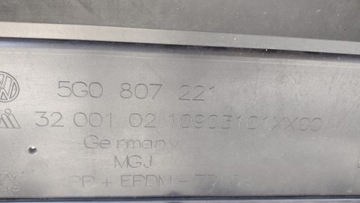 5G0 807 221
32 001 02
Germany
MGJ
PP + EPDM -